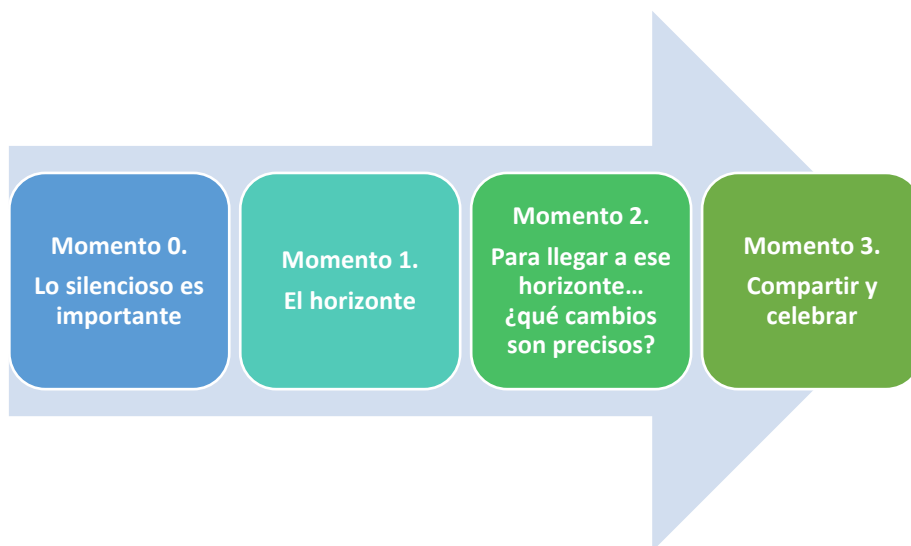 Momento 0.
Lo silencioso es
importante
Momento 1.
El horizonte
Momento 2.
Para llegar a ese
horizonte…
¿qué cambios
son precisos?
Momento 3.
Compartir y
celebrar